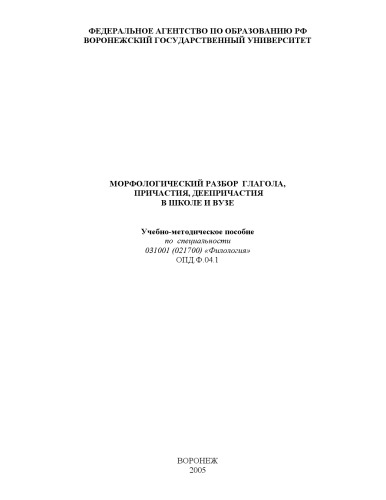 ФЕДЕРАЛЬНОЕ АГЕНТСТВО ПО ОБРАЗОВАНИЮ РФ
ВОРОНЕЖСКИЙ ГОСУДАРСТВЕННЫЙ УНИВЕРСИТЕТ
МОРФОЛОГИЧЕСКИЙ РАЗБОР ГЛАГОЛА,
ПРИЧАСТИЯ, ДЕЕПРИЧАСТИЯ
В ШКОЛЕ И ВУЗЕ
Учебно-методическое пособие
по специальности
031001 (021700) «Филология»
ОПД.Ф.04.1
ВОРОНЕЖ
2005